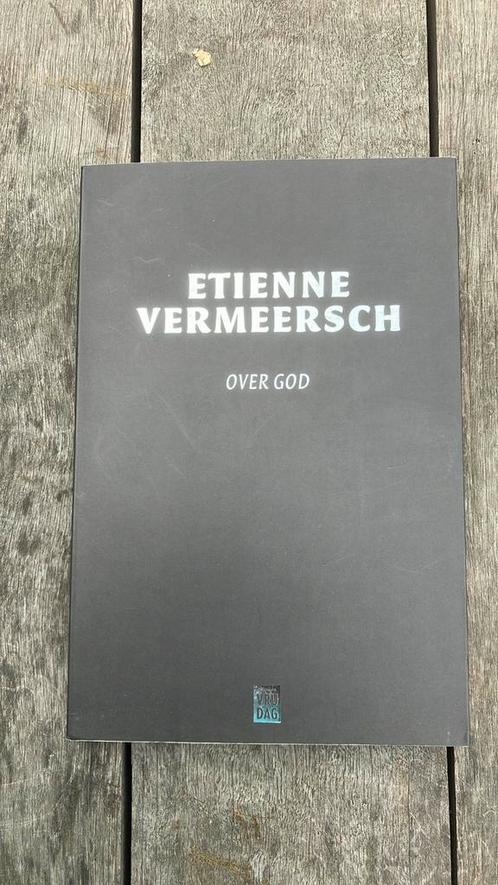 ETIENNE
VERMEERSCH
OVER GOD
VRIJ
DAG